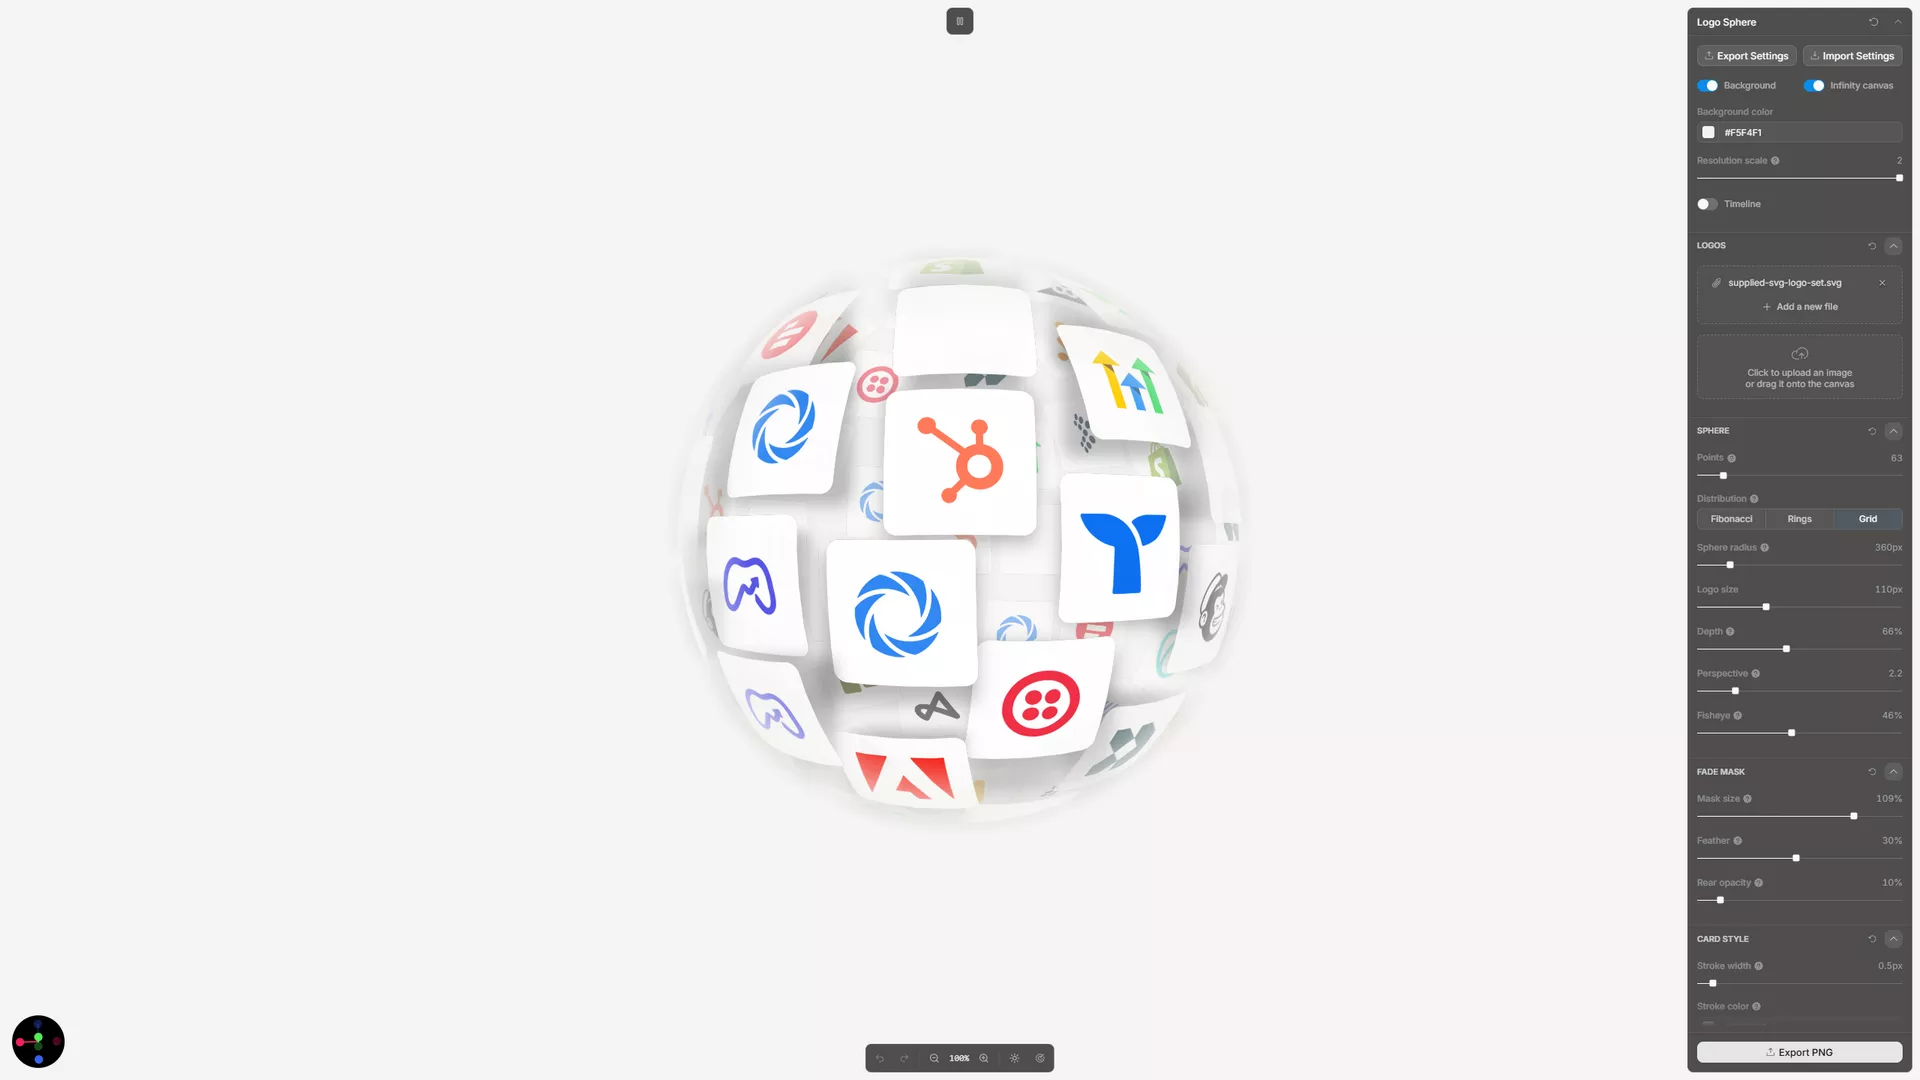 Logo Sphere
Export Settings
Import Settings
Background
Infinity canvas
Background color
#F5F4F1
Resolution scale
2
Timeline
LOGOS
supplied-svg-logo-set.svg
Add a new file
Click to upload an image
or drag it onto the canvas
SPHERE
Points
63
Distribution
Fibonacci
Rings
Grid
Sphere radius
360px
Logo size
110px
Depth
66%
Perspective
2.2
Fisheye
46%
FADE MASK
Mask size
109%
Feather
30%
Rear opacity
10%
CARD STYLE
Stroke width
0.5px
Stroke color
Export PNG
100%